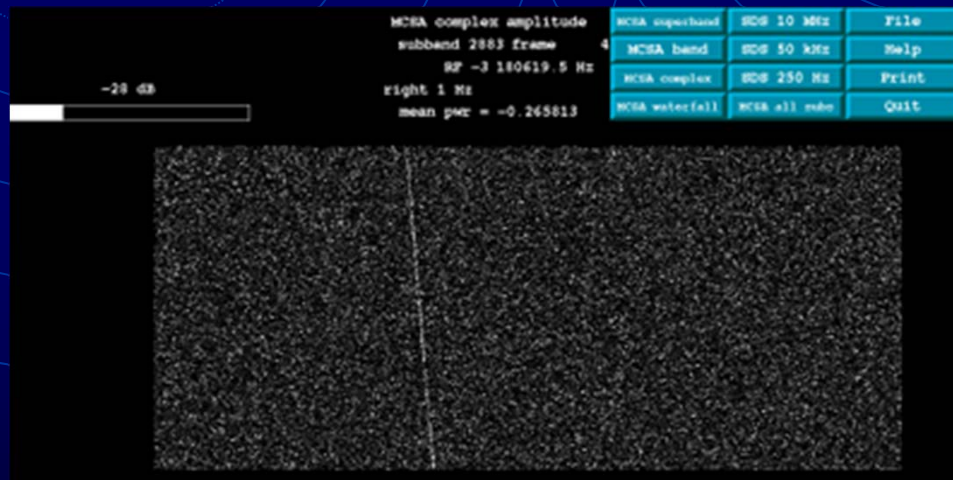 MCSA complex amplitude
subband 2883 frame 4
RF -3 180619.5 Hz
right 1 Hz
mean pwr = -0.265813
-28 dB
MCSA superband SDS 10 MHz File
MCSA band SDS 50 kHz Help
MCSA complex SDS 250 Hz Print
MCSA waterfall MCSA all subs Quit